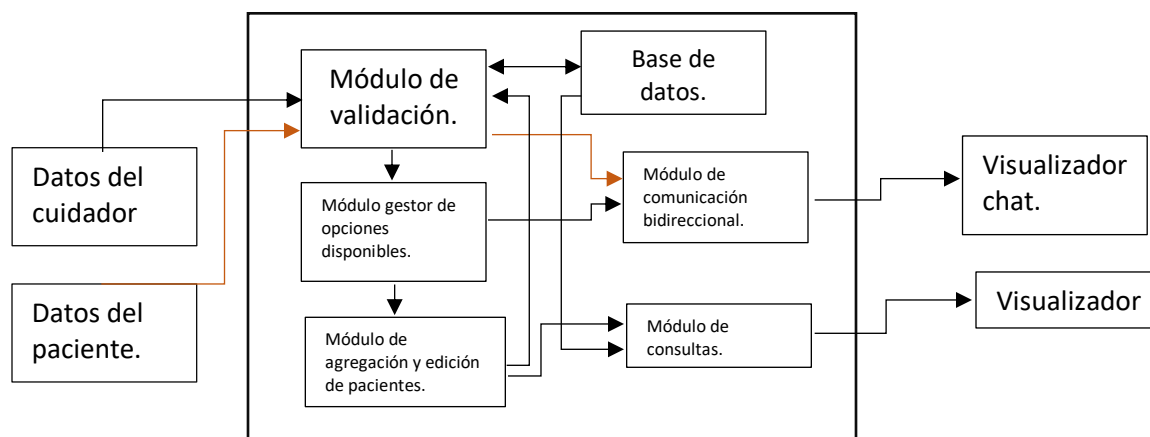 Datos del
cuidador
Datos del
paciente.
Módulo de
validación.
Base de
datos.
Módulo gestor de
opciones
disponibles.
Módulo de
comunicación
bidireccional.
Módulo de
agregación y edición
de pacientes.
Módulo de
consultas.
Visualizador
chat.
Visualizador